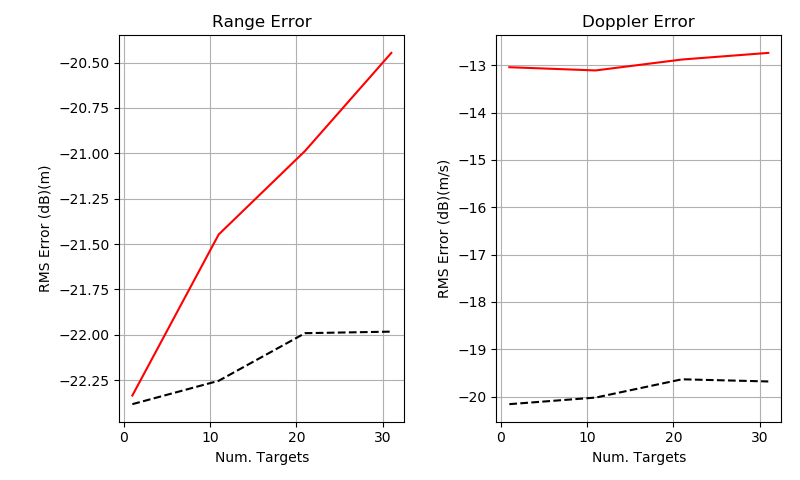 Range Error
RMS Error (dB)(m)
−20.50
−20.75
−21.00
−21.25
−21.50
−21.75
−22.00
−22.25
0 10 20 30
Num. Targets
Doppler Error
RMS Error (dB)(m/s)
−13
−14
−15
−16
−17
−18
−19
−20
0 10 20 30
Num. Targets